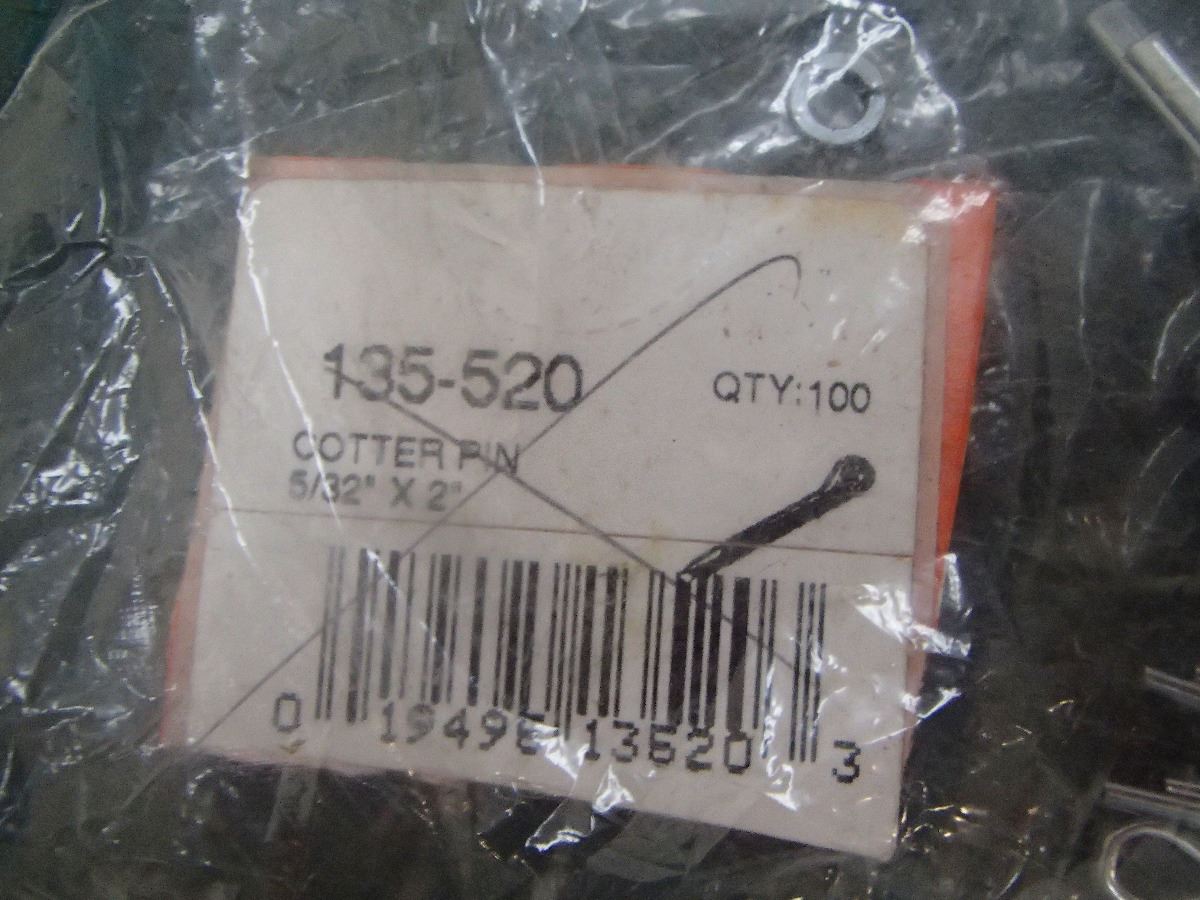 135-520
QTY:100
COTTER PIN
5/32" X 2"
0 19495 13520 3